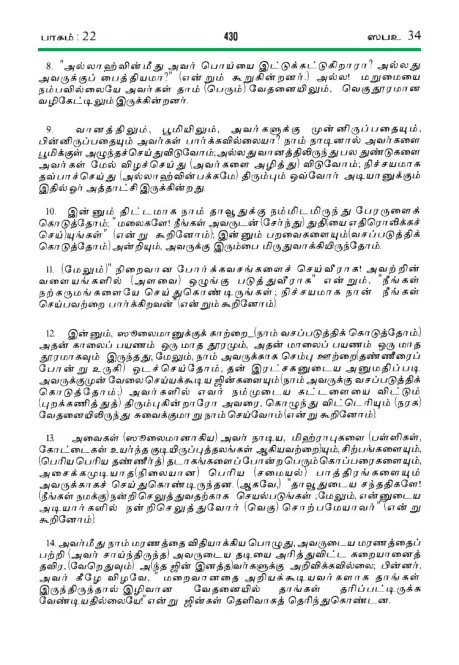 பாகம் : 22 430 ஸபஉ 34
8. "அல்லாஹ்வின்மீது அவர் பொய்யை இட்டுக்கட்டுகிறாரா? அல்லது
அவருக்குப் பைத்தியமா?" (என்றும் கூறுகின்றனர்.) அல்ல! மறுமையை
நம்பவில்லையே அவர்கள் தாம் (பெரும்) வேதனையிலும், வெகுதூரமான
வழிகேட்டிலும் இருக்கின்றனர்.
9. வானத்திலும், பூமியிலும், அவர்களுக்கு முன்னிருப்பதையும்,
பின்னிருப்பதையும் அவர்கள் பார்க்கவில்லையா? நாம் நாடினால் அவர்களை
பூமிக்குள் அழுந்தச்செய்துவிடுவோம்;அல்லது வானத்திலிருந்து பல துண்டுகளை
அவர்கள் மேல் விழச்செய்து (அவர்களை அழித்து) விடுவோம்; நிச்சயமாக
தவ்பாச்செய்து (அல்லாஹ்வின்பக்கமே) திரும்பும் ஒவ்வோர் அடியானுக்கும்
இதில் ஓர் அத்தாட்சி இருக்கின்றது.
10. இன்னும் திட்டமாக நாம் தாவூதுக்கு நம்மிடமிருந்து பேரருளைக்
கொடுத்தோம்; "மலைகளே! நீங்கள் அவருடன் (சேர்ந்து) துதியை எதிரொலிக்கச்
செய்)யுங்கள்" (என்று கூறினோம்); இன்னும் பறவைகளையும்(வசப்படுத்திக்
கொடுத்தோம்) அன்றியும், அவருக்கு இரும்பை மிருதுவாக்கியிருந்தோம்.
11. (மேலும்)"நிறைவான போர்க்கவசங்களைச் செய்வீராக! அவற்றின்
வளையங்களில் (அளவை) ஒழுங்கு படுத்துவீராக" என்றும், "நீங்கள்
நற்கருமங்களையே செய்துகொண்டிருங்கள்; நிச்சயமாக நான் நீங்கள்
செய்பவற்றை பார்க்கிறவன்" (என்றும் கூறினோம்).
12. இன்னும், ஸுலைமானுக்குக் காற்றை_(நாம் வசப்படுத்திக் கொடுத்தோம்.)
அதன் காலைப் பயணம் ஒரு மாத தூரமும், அதன் மாலைப் பயணம் ஒரு மாத
தூரமாகவும் இருந்தது; மேலும், நாம் அவருக்காக செம்பு ஊற்றை(தண்ணீரைப்
போன்று உருகி) ஓடச்செய்தோம்; தன் இரட்சகனுடைய அனுமதிப்படி
அவருக்குமுன் வேலை செய்யக்கூடிய ஜின்களையும்(நாம் அவருக்கு வசப்படுத்திக்
கொடுத்தோம்;) அவர்களில் எவர் நம்முடைய கட்டளையை விட்டும்
(புறக்கணித்துத்) திரும்புகின்றாரோ அவரை, கொழுந்து விட்டெரியும் (நரக)
வேதனையிலிருந்து சுவைக்குமாறு நாம் செய்வோம்(என்று கூறினோம்).
13. அவைகள் (ஸுலைமானாகிய) அவர் நாடிய, மிஹ்ராபுகளை (பள்ளிகள்,
கோட்டைகள் உயர்ந்த குடியிருப்புத்தலங்கள் ஆகியவற்றை)யும், சிற்பங்களையும்,
(பெரிய பெரிய தண்ணீர்த்) தடாகங்களைப்போன்ற பெரும் கொப்பரைகளையும்,
அசைக்கமுடியாத(நிலையான) பெரிய (சமையல்) பாத்திரங்களையும்
அவருக்காகச் செய்துகொண்டிருந்தன. (ஆகவே,) "தாவூதுடைய சந்ததிகளே!
(நீங்கள் நமக்கு)நன்றிசெலுத்துவதற்காக செயல்படுங்கள்; மேலும், என்னுடைய
அடியார்களில் நன்றிசெலுத்துவோர் (வெகு) சொற்பமேயாவர்" (என்று
கூறினோம்).
14. அவர்மீது நாம் மரணத்தை விதியாக்கிய பொழுது, அவருடைய மரணத்தைப்
பற்றி (அவர் சாய்ந்திருந்த) அவருடைய தடியை அரித்துவிட்ட கறையானைத்
தவிர,(வேறெதுவும்) அந்த ஜின் இனத்த)வர்களுக்கு அறிவிக்கவில்லை; பின்னர்,
அவர் கீழே விழவே, " மறைவானதை அறியக்கூடியவர்களாக தாங்கள்
இருந்திருந்தால் இழிவான வேதனையில் தாங்கள் தரிப்பட்டிருக்க
வேண்டியதில்லையே!"என்று ஜின்கள் தெளிவாகத் தெரிந்துகொண்டன.